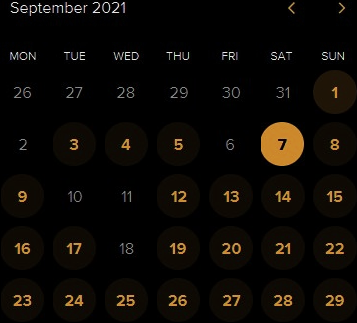 September 2021
MON TUE WED THU FRI SAT SUN
26 27 28 29 30 31 1
2 3 4 5 6 7 8
9 10 11 12 13 14 15
16 17 18 19 20 21 22
23 24 25 26 27 28 29